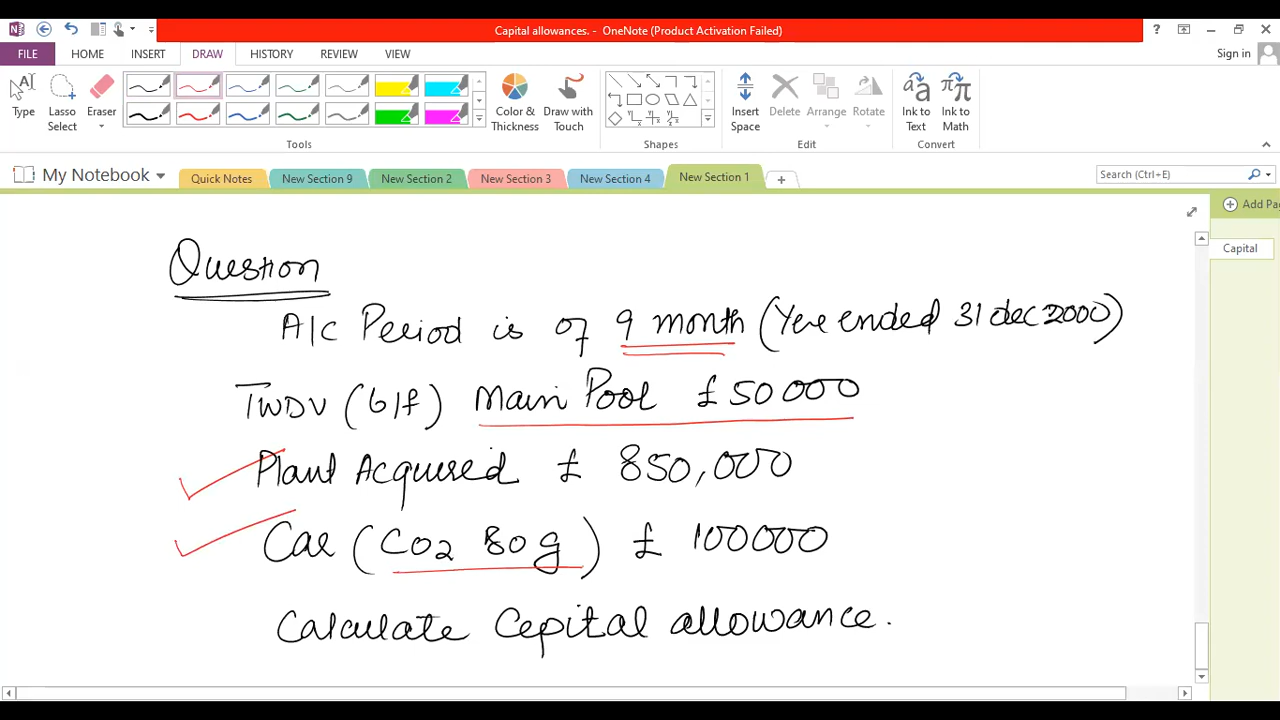 Capital allowances. - OneNote (Product Activation Failed)
FILE HOME INSERT DRAW HISTORY REVIEW VIEW
Sign in
Type
Lasso Select
Eraser
Color & Thickness
Draw with Touch
Insert Space
Delete
Arrange
Rotate
Ink to Text
Ink to Math
Tools Shapes Edit Convert
My Notebook Quick Notes New Section 9 New Section 2 New Section 3 New Section 4 New Section 1
Search (Ctrl+E)
Add Pa
Capital
Question
A/c Period is of 9 month (Yere ended 31 dec 2000)
TWDV (b/f) Main Pool £50000
Plant Acquired £ 850,000
Car (CO2 80g) £ 100000
Calculate Cepital allowance.